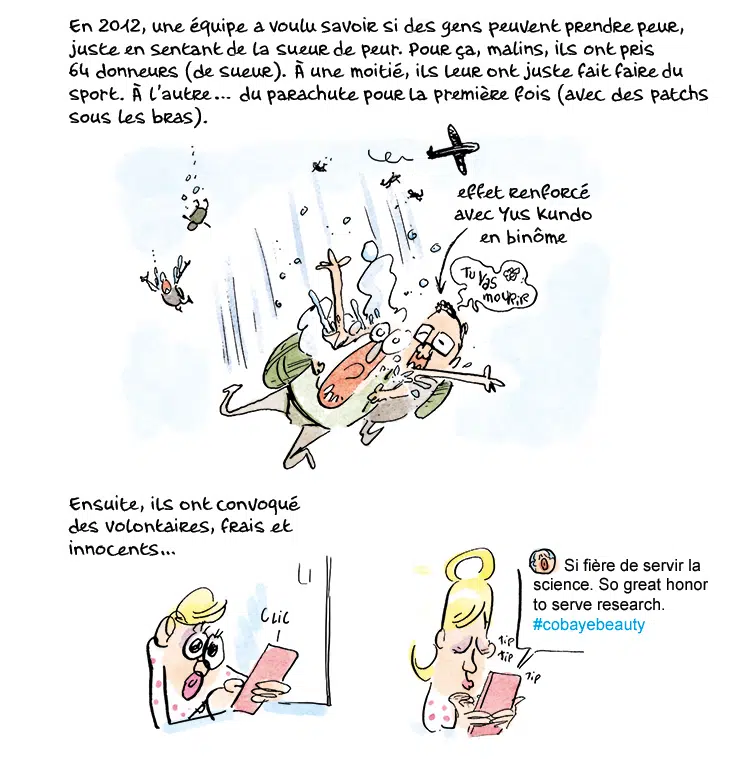 En 2012, une équipe a voulu savoir si des gens peuvent prendre peur,
juste en sentant de la sueur de peur. Pour ça, malins, ils ont pris
64 donneurs (de sueur). À une moitié, ils leur ont juste fait faire du
sport. À l'autre... du parachute pour la première fois (avec des patchs
sous les bras).
effet renforcé
avec Yus Kundo
en binôme
Tu vas
mourir
Ensuite, ils ont convoqué
des volontaires, frais et
innocents...
CLIC
Si fière de servir la
science. So great honor
to serve research.
#cobayebeauty
Tip
Tip
Tip